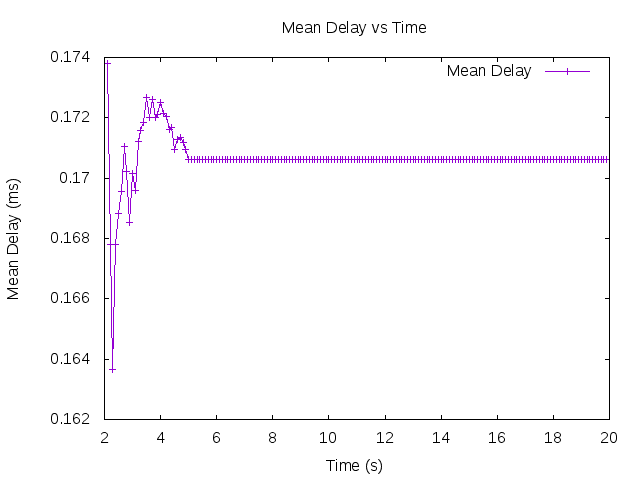 Mean Delay vs Time
Mean Delay
0.174
0.172
0.17
0.168
0.166
0.164
0.162
Mean Delay (ms)
2 4 6 8 10 12 14 16 18 20
Time (s)